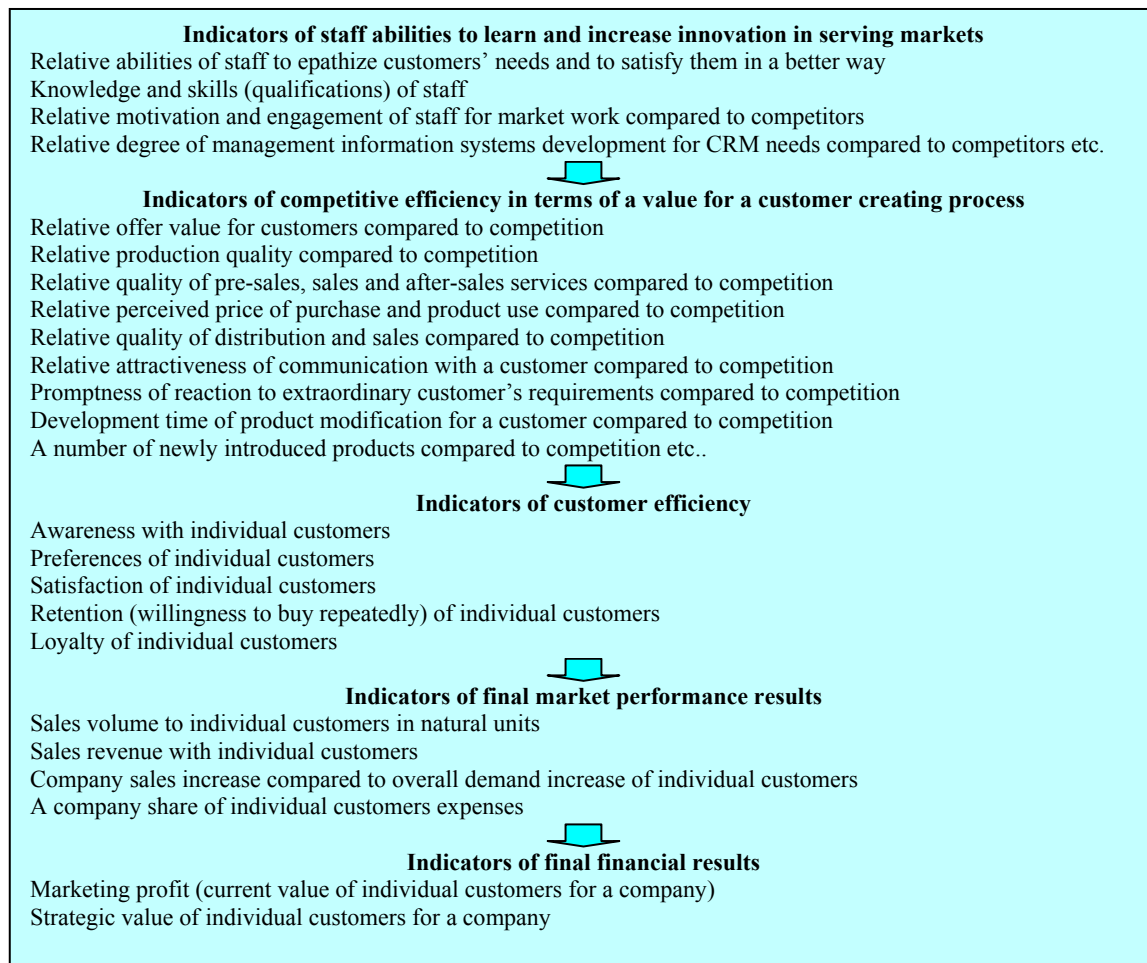 Indicators of staff abilities to learn and increase innovation in serving markets
Relative abilities of staff to epathize customers’ needs and to satisfy them in a better way
Knowledge and skills (qualifications) of staff
Relative motivation and engagement of staff for market work compared to competitors
Relative degree of management information systems development for CRM needs compared to competitors etc.
Indicators of competitive efficiency in terms of a value for a customer creating process
Relative offer value for customers compared to competition
Relative production quality compared to competition
Relative quality of pre-sales, sales and after-sales services compared to competition
Relative perceived price of purchase and product use compared to competition
Relative quality of distribution and sales compared to competition
Relative attractiveness of communication with a customer compared to competition
Promptness of reaction to extraordinary customer’s requirements compared to competition
Development time of product modification for a customer compared to competition
A number of newly introduced products compared to competition etc..
Indicators of customer efficiency
Awareness with individual customers
Preferences of individual customers
Satisfaction of individual customers
Retention (willingness to buy repeatedly) of individual customers
Loyalty of individual customers
Indicators of final market performance results
Sales volume to individual customers in natural units
Sales revenue with individual customers
Company sales increase compared to overall demand increase of individual customers
A company share of individual customers expenses
Indicators of final financial results
Marketing profit (current value of individual customers for a company)
Strategic value of individual customers for a company